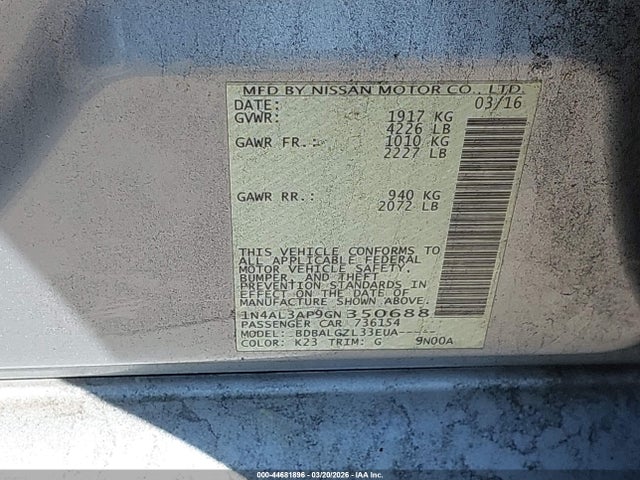 MFD BY NISSAN MOTOR CO., LTD.
DATE: 03/16
GVWR: 1917 KG
4226 LB
GAWR FR.: 1010 KG
2227 LB
GAWR RR.: 940 KG
2072 LB
THIS VEHICLE CONFORMS TO
ALL APPLICABLE FEDERAL
MOTOR VEHICLE SAFETY,
BUMPER, AND THEFT
PREVENTION STANDARDS IN
EFFECT ON THE DATE OF
MANUFACTURE SHOWN ABOVE.
1N4AL3AP9GN350688
PASSENGER CAR 736154
MODEL: BDBALGZL33EUA-----
COLOR: K23 TRIM: G 9N00A
000-44681896 - 03/20/2026 - IAA Inc.